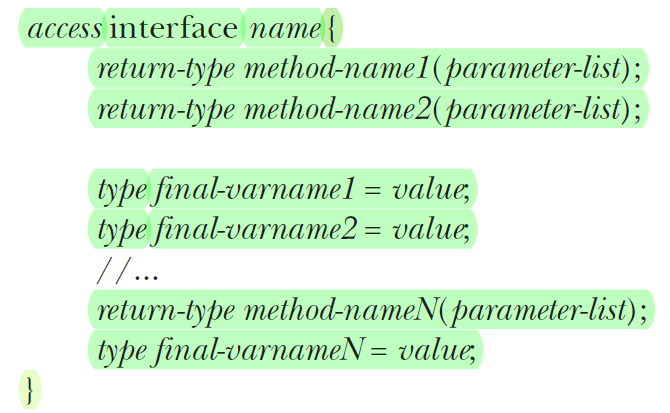 access interface name{
return-type method-name1(parameter-list);
return-type method-name2(parameter-list);
type final-varname1 = value;
type final-varname2 = value;
//...
return-type method-nameN(parameter-list);
type final-varnameN = value;
}